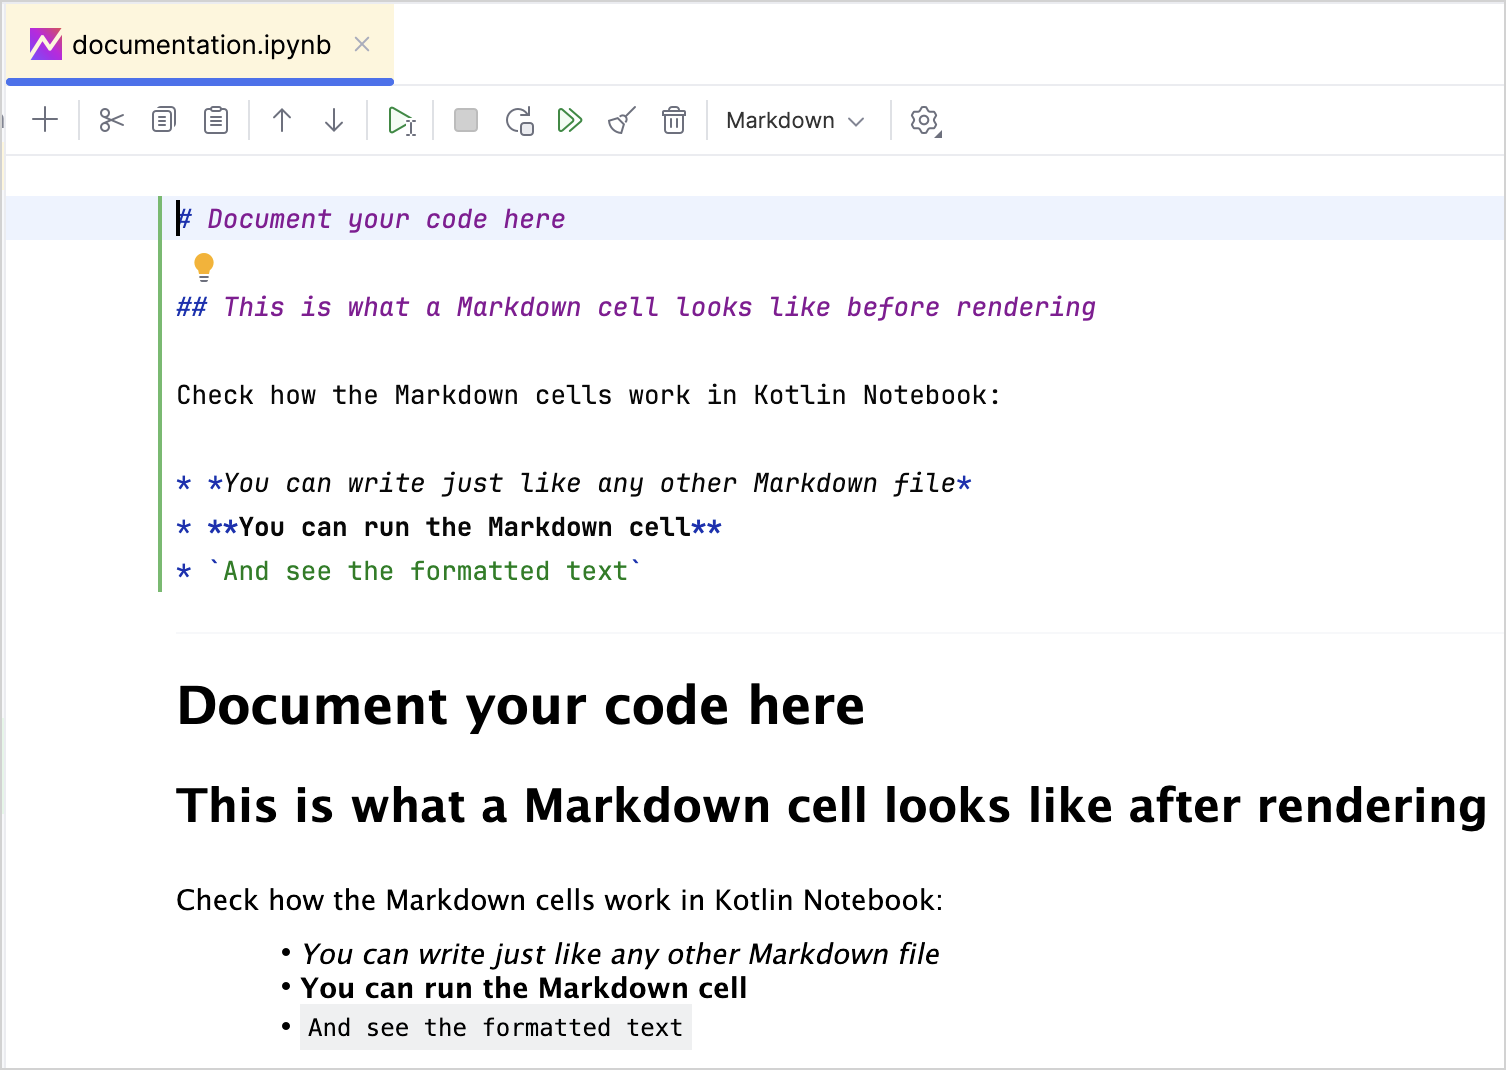 documentation.ipynb
Markdown
# Document your code here
## This is what a Markdown cell looks like before rendering
Check how the Markdown cells work in Kotlin Notebook:
* *You can write just like any other Markdown file*
* **You can run the Markdown cell**
* `And see the formatted text`
Document your code here
This is what a Markdown cell looks like after rendering
Check how the Markdown cells work in Kotlin Notebook:
• You can write just like any other Markdown file
• You can run the Markdown cell
• And see the formatted text